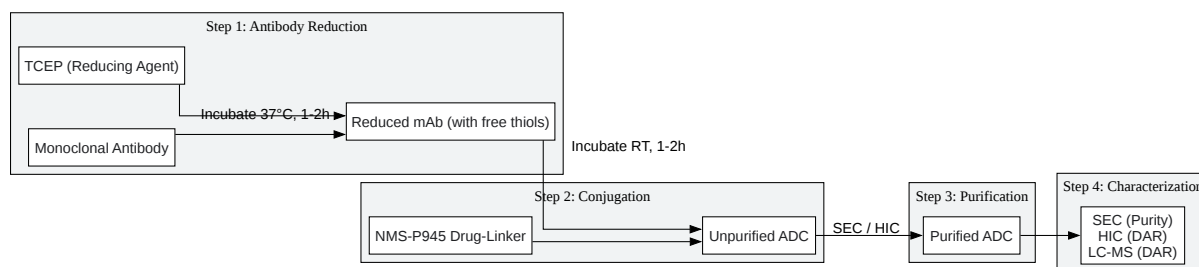 Step 1: Antibody Reduction
TCEP (Reducing Agent)
Incubate 37°C, 1-2h
Reduced mAb (with free thiols)
Monoclonal Antibody
Incubate RT, 1-2h
Step 2: Conjugation
NMS-P945 Drug-Linker
Unpurified ADC
SEC / HIC
Step 3: Purification
Purified ADC
Step 4: Characterization
SEC (Purity)
HIC (DAR)
LC-MS (DAR)